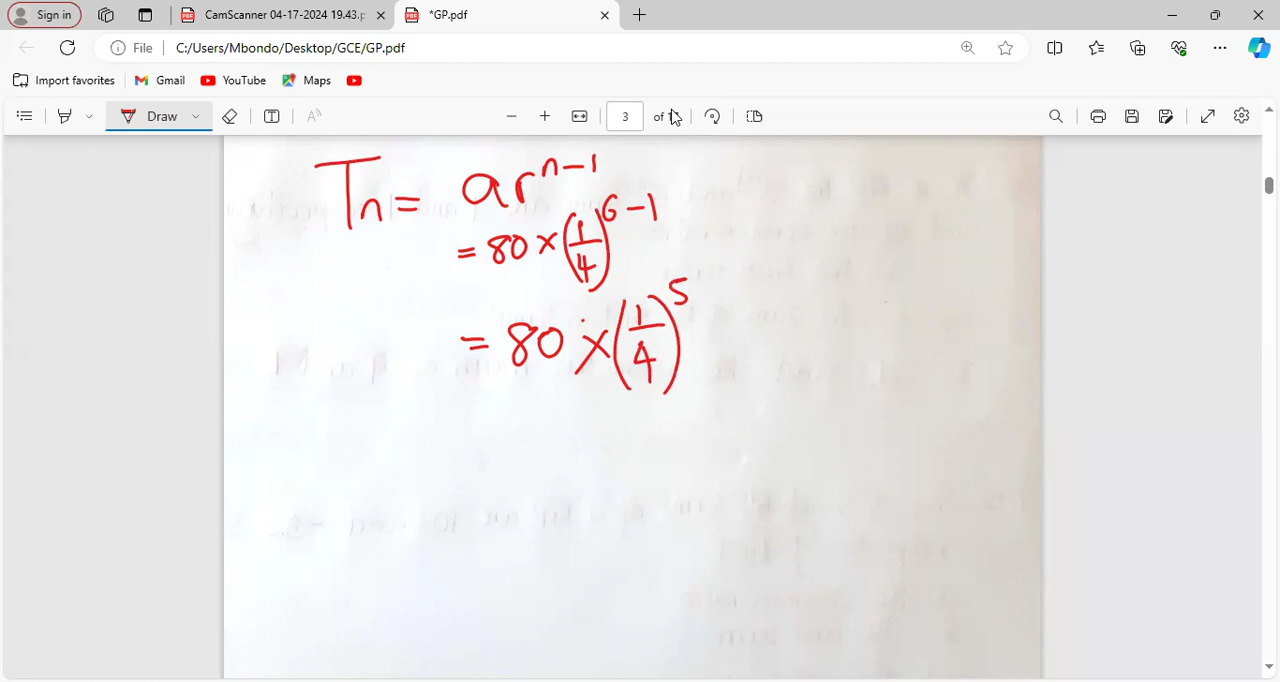 Sign in
CamScanner 04-17-2024 19.43.p
*GP.pdf
File
C:/Users/Mbondo/Desktop/GCE/GP.pdf
Import favorites
Gmail
YouTube
Maps
Draw
3
of
Tn = ar^(n-1)
= 80 × (1/4)^(6-1)
= 80 × (1/4)^5